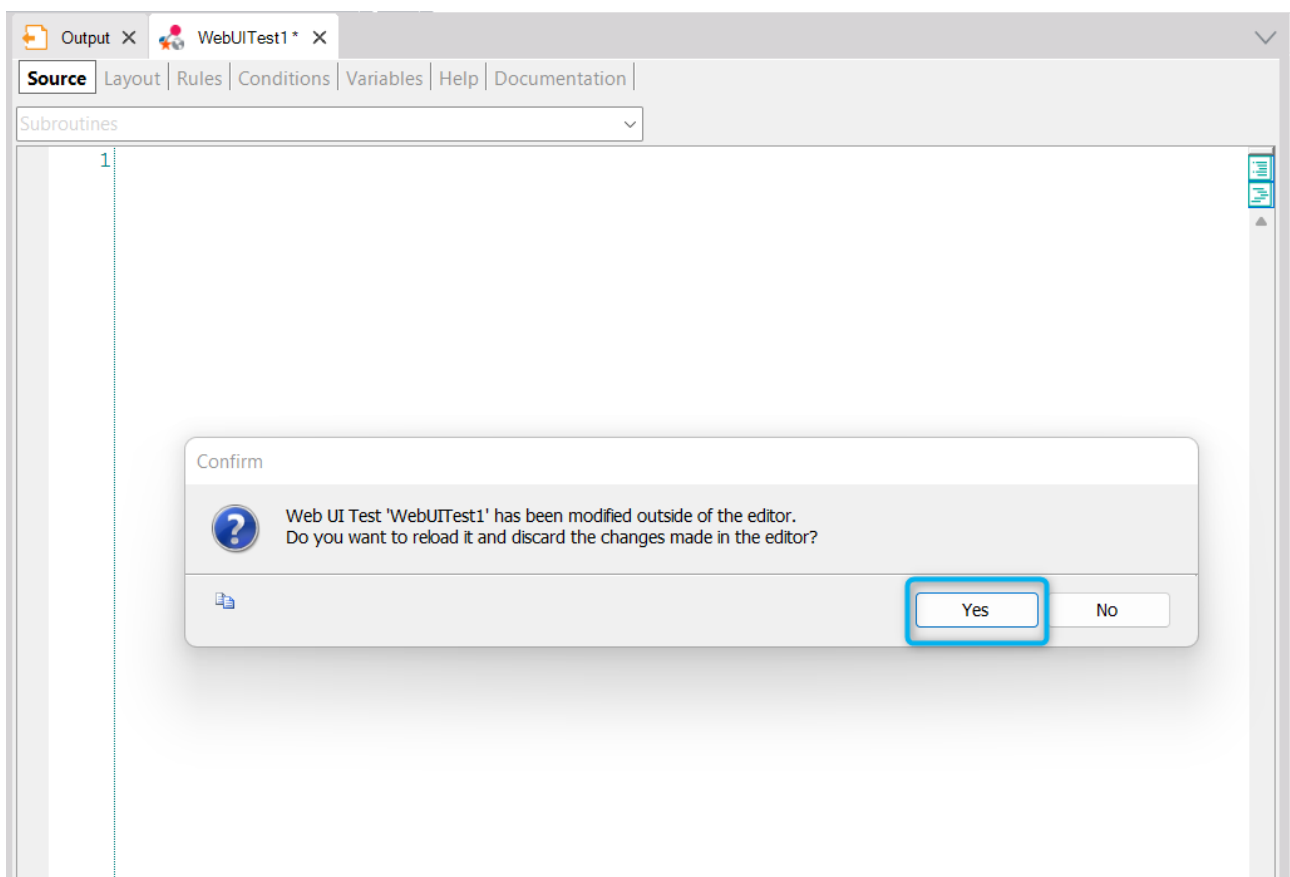 Output WebUITest1*
Source Layout Rules Conditions Variables Help Documentation
Subroutines
1
Confirm
Web UI Test 'WebUITest1' has been modified outside of the editor.
Do you want to reload it and discard the changes made in the editor?
Yes No